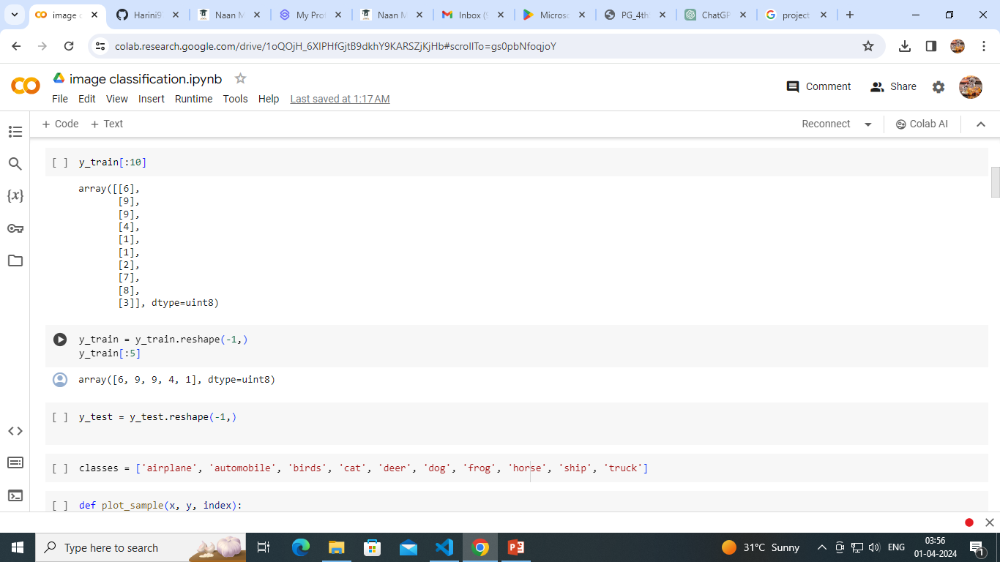 image c
Harini9
Naan M
My Prof
Naan M
Inbox (S
Microsc
PG_4th
ChatGP
project
colab.research.google.com/drive/1oQOjH_6XIPHfGjtB9dkhY9KARSZjKjHb#scrollTo=gs0pbNfoqjoY
CO
image classification.ipynb
File Edit View Insert Runtime Tools Help Last saved at 1:17 AM
Comment
Share
+ Code + Text
Reconnect
Colab AI
{x}
[ ] y_train[:10]
array([[6],
[9],
[9],
[4],
[1],
[1],
[2],
[7],
[8],
[3]], dtype=uint8)
y_train = y_train.reshape(-1,)
y_train[:5]
array([6, 9, 9, 4, 1], dtype=uint8)
[ ] y_test = y_test.reshape(-1,)
[ ] classes = ['airplane', 'automobile', 'birds', 'cat', 'deer', 'dog', 'frog', 'horse', 'ship', 'truck']
[ ] def plot_sample(x, y, index):
Type here to search
31°C Sunny
ENG
03:56
01-04-2024
1